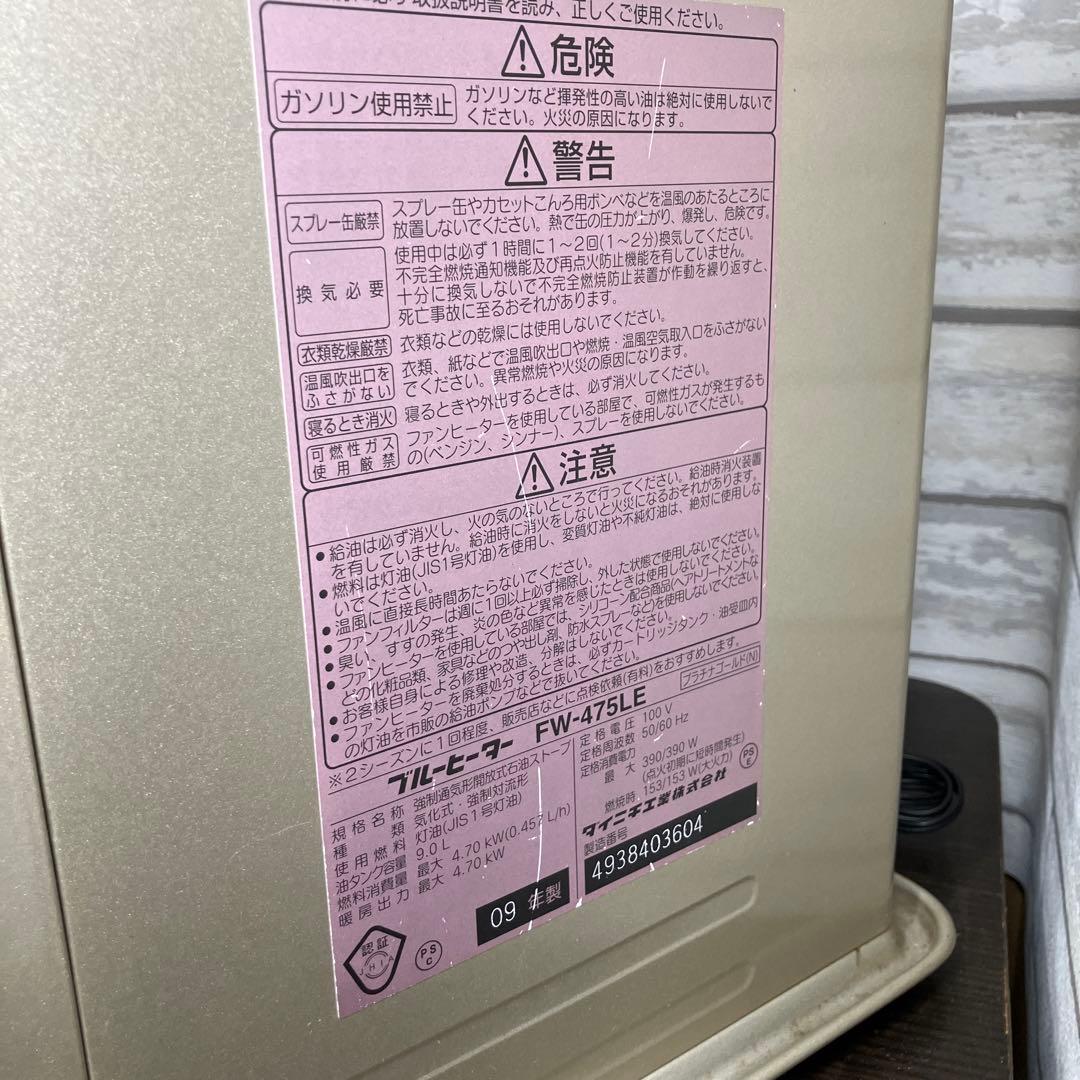 取扱説明書を読み、正しくご使用ください。
危険
ガソリン使用禁止
ガソリンなど揮発性の高い油は絶対に使用しないで
ください。火災の原因になります。
警告
スプレー缶厳禁
スプレー缶やカセットこんろ用ボンベなどを温風のあたるところに
放置しないでください。熱で缶の圧力が上がり、爆発し、危険です。
換気必要
使用中は必ず1時間に1〜2回(1〜2分)換気してください。
不完全燃焼通知機能及び再点火防止機能を有していません。
十分に換気しないで不完全燃焼防止装置が作動を繰り返すと、
死亡事故に至るおそれがあります。
衣類乾燥厳禁
衣類などの乾燥には使用しないでください。
温風吹出口を
ふさがない
衣類、紙などで温風吹出口や燃焼・温風空気取入口をふさがない
でください。異常燃焼や火災の原因になります。
寝るとき消火
寝るときや外出するときは、必ず消火してください。
可燃性ガス
使用厳禁
ファンヒーターを使用している部屋で、可燃性ガスが発生するも
の(ベンジン、シンナー)、スプレーを使用しないでください。
注意
●給油は必ず消火し、火の気のないところで行ってください。給油時消火装置
を有していません。給油時に消火をしないと火災になるおそれがあります。
●燃料は灯油(JIS1号灯油)を使用し、変質灯油や不純灯油は、絶対に使用しな
いでください。
●温風に直接長時間あたらないでください。
●ファンフィルターは週に1回以上必ず掃除し、外した状態で使用しないでください。
●臭い、すすの発生、炎の色など異常を感じたときは使用しないでください。
●ファンヒーターを使用している部屋では、シリコーン配合商品(ヘアトリートメントな
どの化粧品類、家具などのつや出し剤、防水スプレーなど)を使用しないでください。
●お客様自身による修理や改造、分解はしないでください。
●ファンヒーターを廃棄処分するときは、必ずカートリッジタンク・油受皿内
の灯油を市販の給油ポンプなどで抜いてください。
※2シーズンに1回程度、販売店などに点検依頼(有料)をおすすめします。
ブルーヒーター FW-475LE
プラチナゴールド(N)
規格名称 強制通気形開放式石油ストーブ
種類 気化式・強制対流形
使用燃料 灯油(JIS1号灯油)
油タンク容量 9.0 L
燃料消費量 最大 4.70 kW(0.457 L/h)
暖房出力 最大 4.70 kW
定格電圧 100 V
定格周波数 50/60 Hz
定格消費電力
最大 390/390 W
(点火初期に短時間発生)
燃焼時 153/153 W(大火力)
PS
E
ダイニチ工業株式会社
製造番号
4938403604
09 年製
認証
JHIA
PS
C